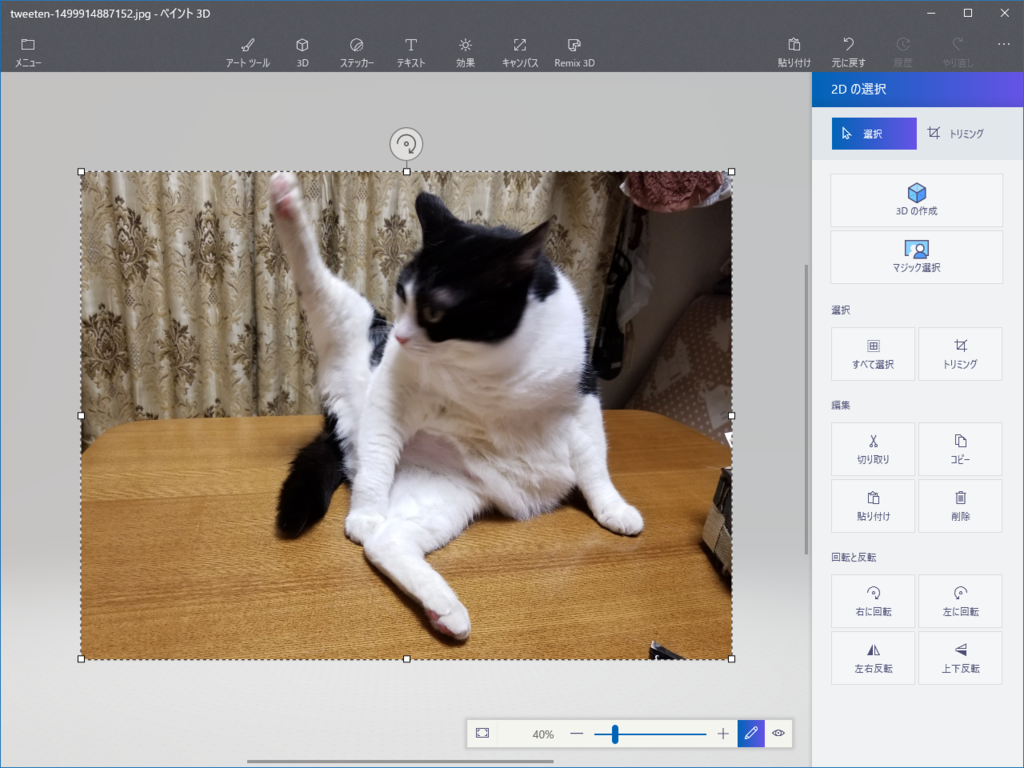 tweeten-1499914887152.jpg - ペイント 3D
メニュー
アート ツール
3D
ステッカー
テキスト
効果
キャンバス
Remix 3D
貼り付け
元に戻す
履歴
やり直し
2D の選択
選択
トリミング
3D の作成
マジック選択
選択
すべて選択
トリミング
編集
切り取り
コピー
貼り付け
削除
回転と反転
右に回転
左に回転
左右反転
上下反転
40%